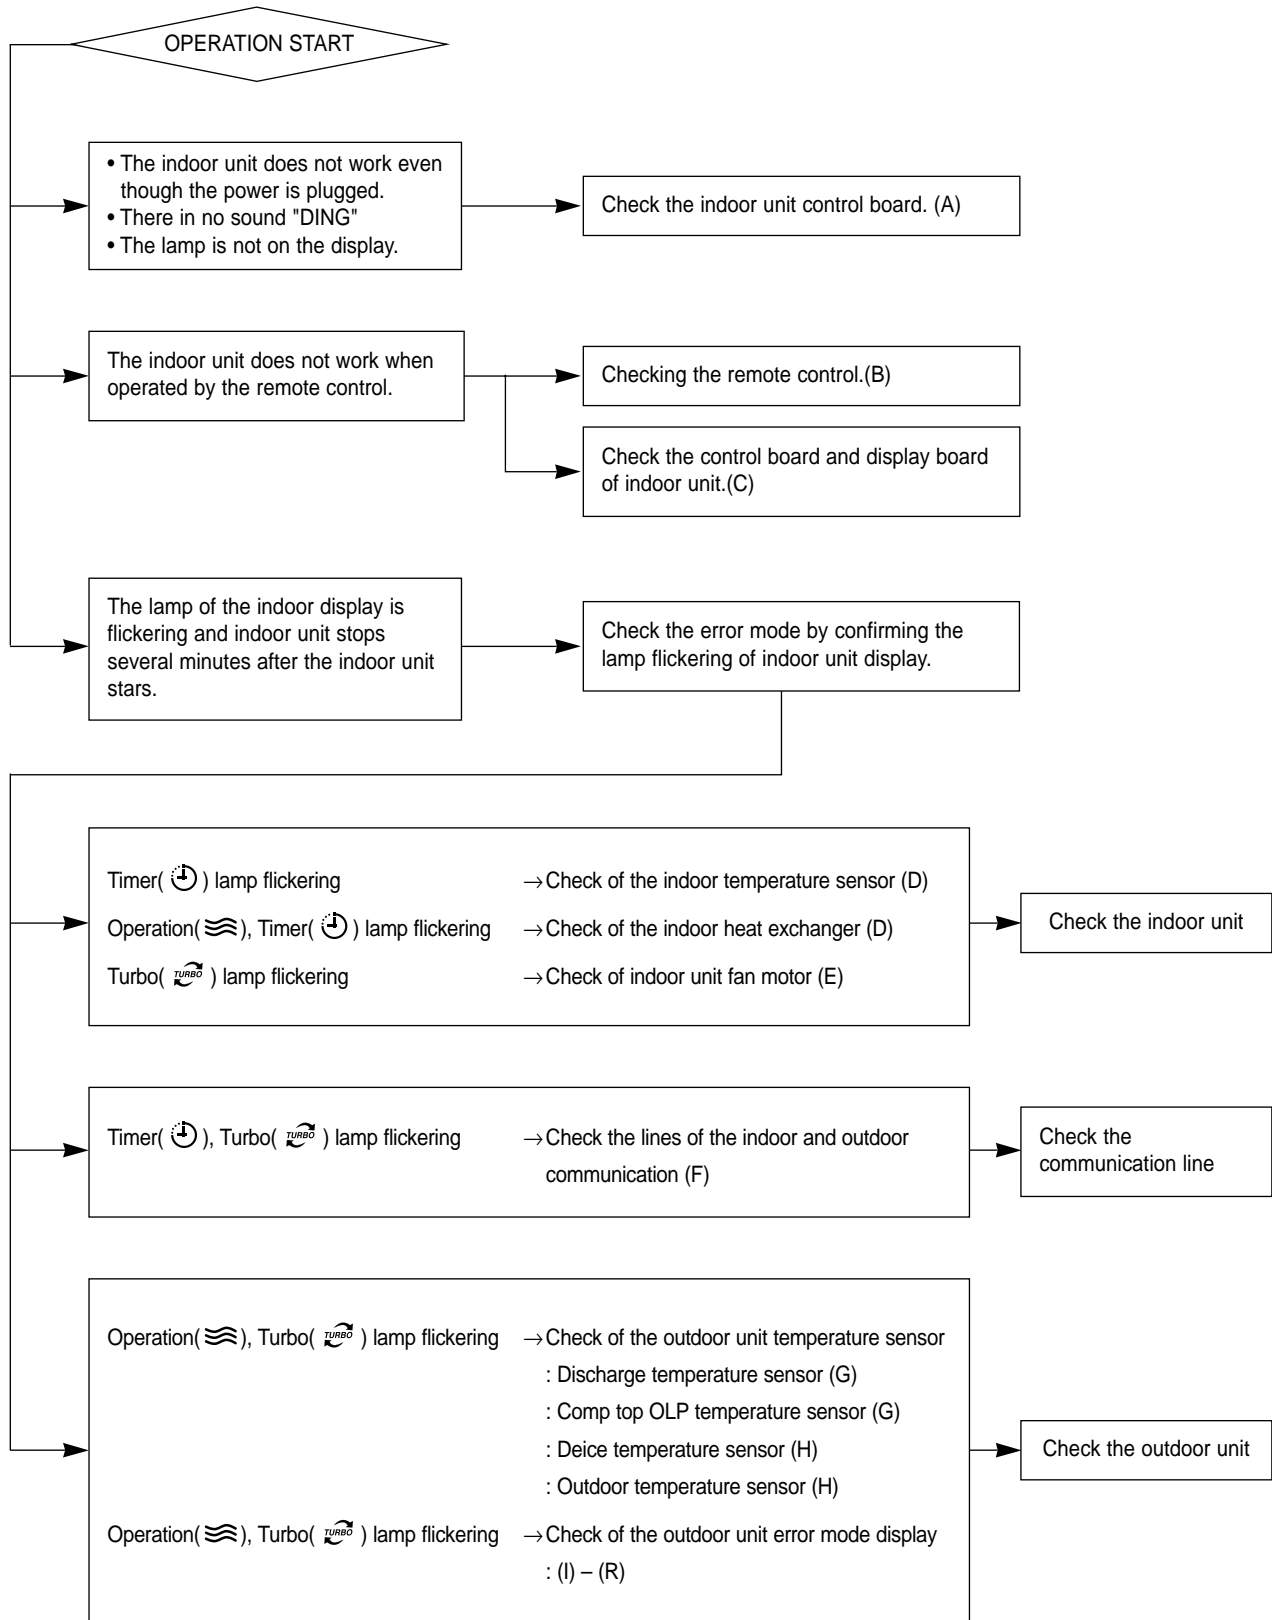 OPERATION START
• The indoor unit does not work even
though the power is plugged.
• There in no sound "DING"
• The lamp is not on the display.
Check the indoor unit control board. (A)
The indoor unit does not work when
operated by the remote control.
Checking the remote control.(B)
Check the control board and display board
of indoor unit.(C)
The lamp of the indoor display is
flickering and indoor unit stops
several minutes after the indoor unit
stars.
Check the error mode by confirming the
lamp flickering of indoor unit display.
Timer( ) lamp flickering →Check of the indoor temperature sensor (D)
Operation( ), Timer( ) lamp flickering →Check of the indoor heat exchanger (D)
Turbo( TURBO ) lamp flickering →Check of indoor unit fan motor (E)
Check the indoor unit
Timer( ), Turbo( TURBO ) lamp flickering →Check the lines of the indoor and outdoor
communication (F)
Check the
communication line
Operation( ), Turbo( TURBO ) lamp flickering →Check of the outdoor unit temperature sensor
: Discharge temperature sensor (G)
: Comp top OLP temperature sensor (G)
: Deice temperature sensor (H)
: Outdoor temperature sensor (H)
Operation( ), Turbo( TURBO ) lamp flickering →Check of the outdoor unit error mode display
: (I) – (R)
Check the outdoor unit